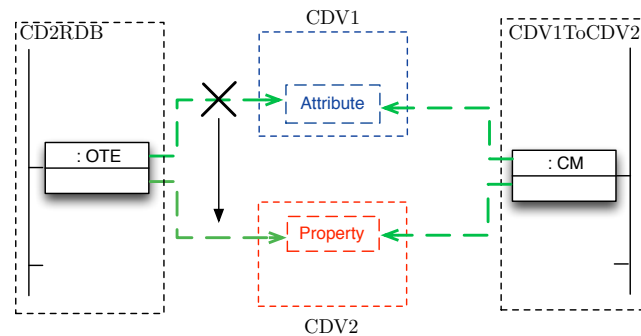 CDV1
CD2RDB
CDV1ToCDV2
Attribute
: OTE
: CM
Property
CDV2